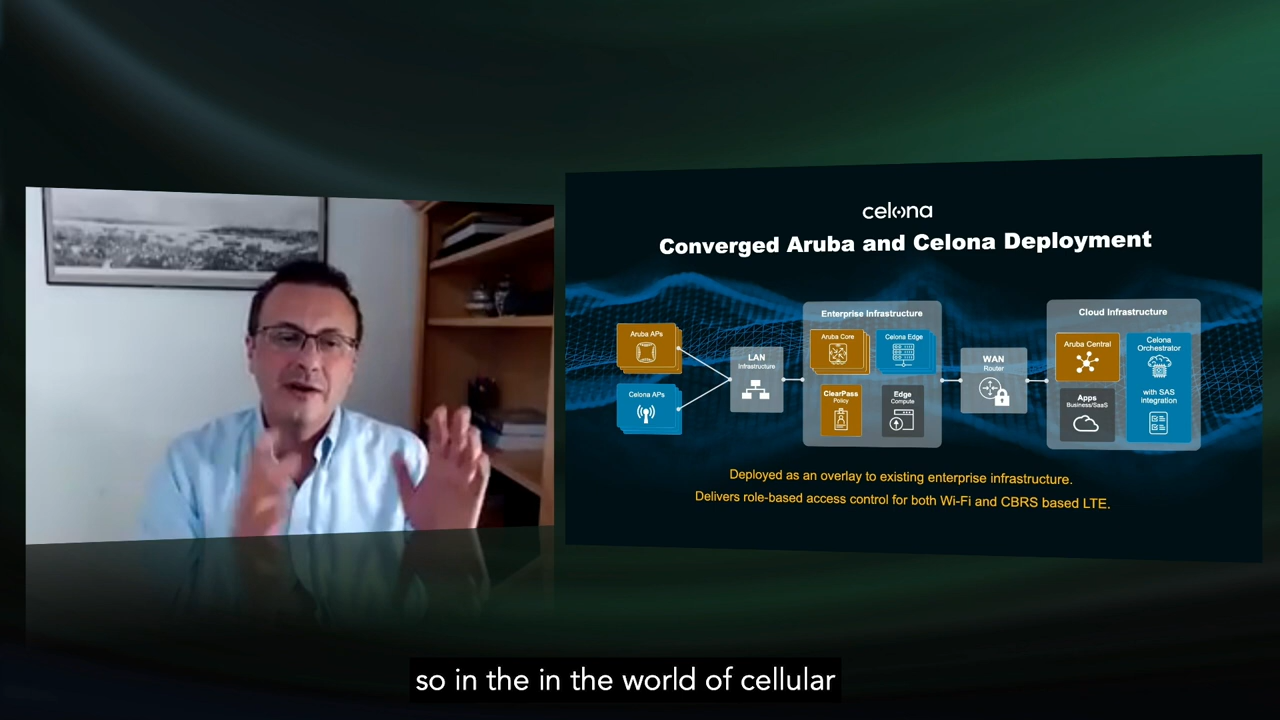 celona
Converged Aruba and Celona Deployment
Aruba APs
Celona APs
LAN
Infrastructure
Enterprise Infrastructure
Aruba Core
Celona Edge
ClearPass
Policy
Edge
Compute
WAN
Router
Cloud Infrastructure
Aruba Central
Apps
Business/SaaS
Celona
Orchestrator
with SAS
integration
Deployed as an overlay to existing enterprise infrastructure.
Delivers role-based access control for both Wi-Fi and CBRS based LTE.
so in the in the world of cellular